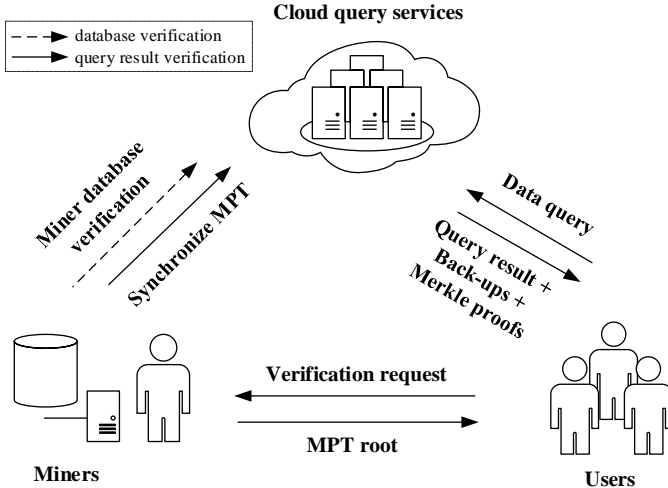 Cloud query services
database verification
query result verification
Miner database
verification
Synchronize MPT
Data query
Query result +
Back-ups +
Merkle proofs
Verification request
MPT root
Miners
Users